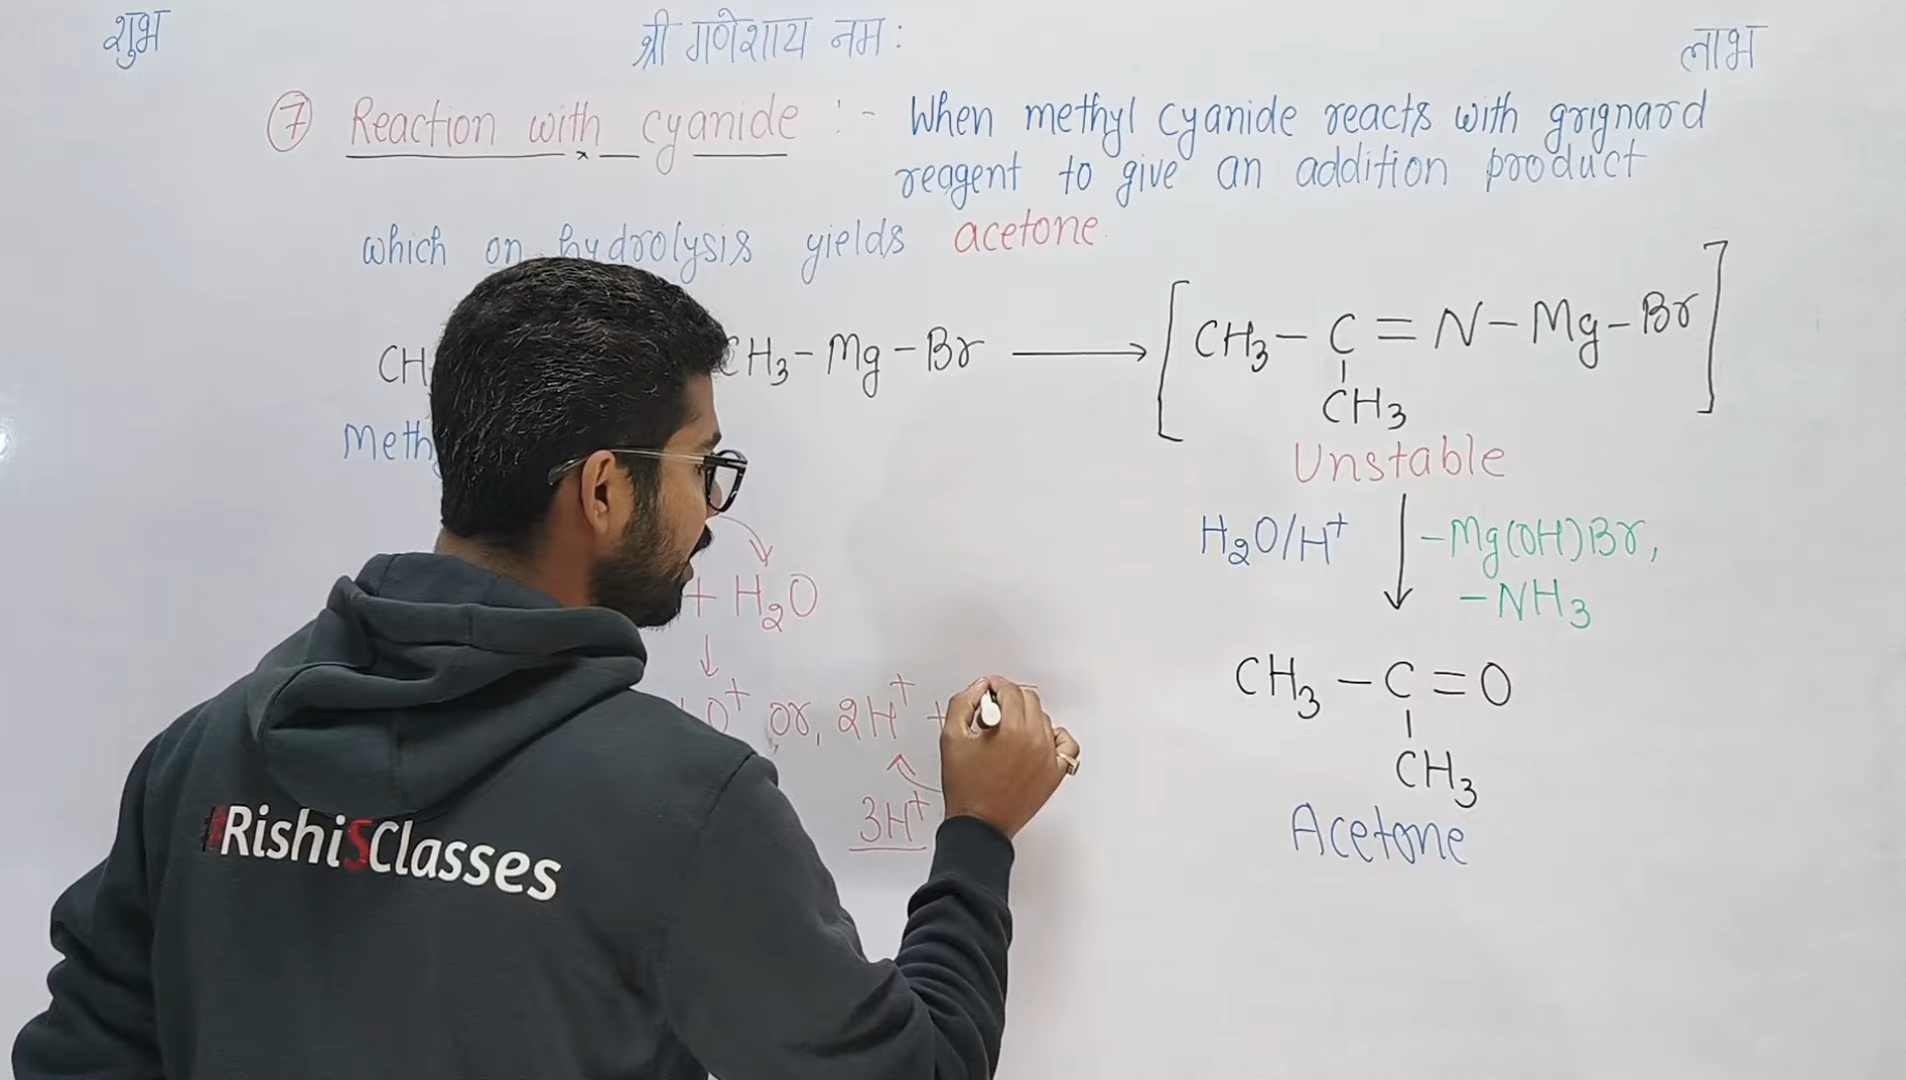 शुभ श्री गणेशाय नमः लाभ
⑦ Reaction with cyanide :- When methyl cyanide reacts with grignard
reagent to give an addition product
which on hydrolysis yields acetone
CH CH₃-Mg-Br ⟶ [CH₃-C=N-Mg-Br]
CH₃
Meth
Unstable
H₂O/H⁺ ↓ -Mg(OH)Br,
-NH₃
+ H₂O
↓
O⁺ or, 2H⁺ +
CH₃-C=O
CH₃
3H⁺
Acetone
#RishiSClasses